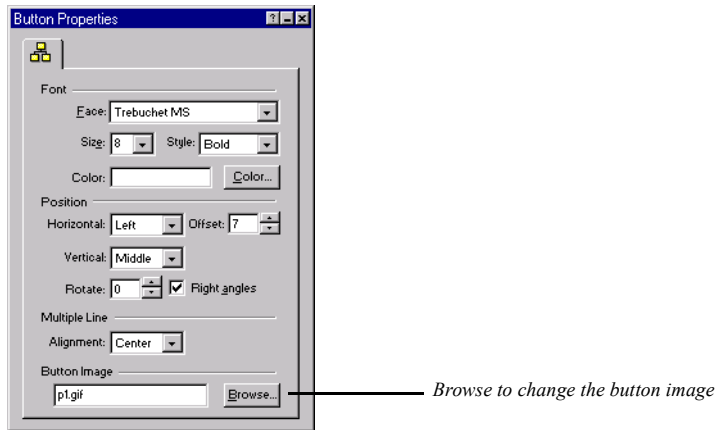 Button Properties
Font
Face: Trebuchet MS
Size: 8 Style: Bold
Color: Color...
Position
Horizontal: Left Offset: 7
Vertical: Middle
Rotate: 0 Right angles
Multiple Line
Alignment: Center
Button Image
p1.gif Browse... Browse to change the button image